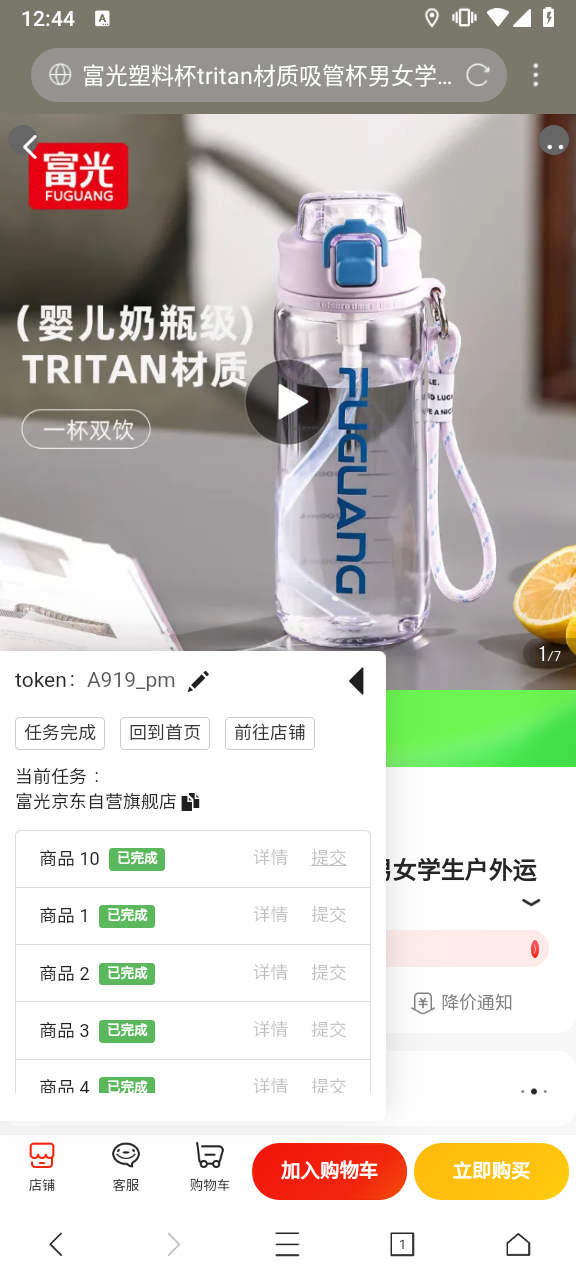 12:44
富光塑料杯tritan材质吸管杯男女学...
富光
FUGUANG
(婴儿奶瓶级)
TRITAN材质
一杯双饮
FUGUANG
1/7
token: A919_pm
任务完成 回到首页 前往店铺
当前任务：
富光京东自营旗舰店
商品 10 已完成 详情 提交
商品 1 已完成 详情 提交
商品 2 已完成 详情 提交
商品 3 已完成 详情 提交
商品 4 已完成 详情 提交
男女学生户外运
降价通知
店铺 客服 购物车 加入购物车 立即购买
1